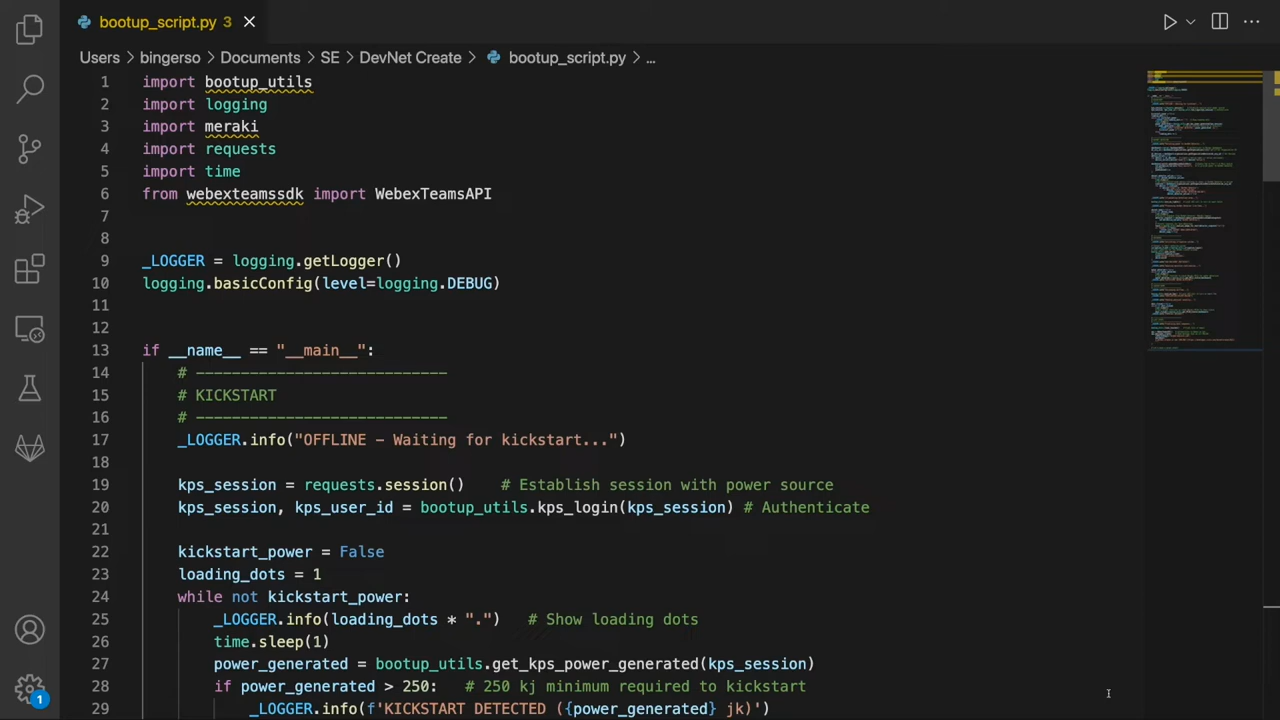 bootup_script.py 3
Users > bingerso > Documents > SE > DevNet Create > bootup_script.py > ...
1 import bootup_utils
2 import logging
3 import meraki
4 import requests
5 import time
6 from webexteamssdk import WebexTeamsAPI
7
8
9 _LOGGER = logging.getLogger()
10 logging.basicConfig(level=logging.DEBUG)
11
12
13 if __name__ == "__main__":
14 # ----------------------------
15 # KICKSTART
16 # ----------------------------
17 _LOGGER.info("OFFLINE – Waiting for kickstart...")
18
19 kps_session = requests.session() # Establish session with power source
20 kps_session, kps_user_id = bootup_utils.kps_login(kps_session) # Authenticate
21
22 kickstart_power = False
23 loading_dots = 1
24 while not kickstart_power:
25 _LOGGER.info(loading_dots * ".") # Show loading dots
26 time.sleep(1)
27 power_generated = bootup_utils.get_kps_power_generated(kps_session)
28 if power_generated > 250: # 250 kj minimum required to kickstart
29 _LOGGER.info(f'KICKSTART DETECTED ({power_generated} jk)')
1